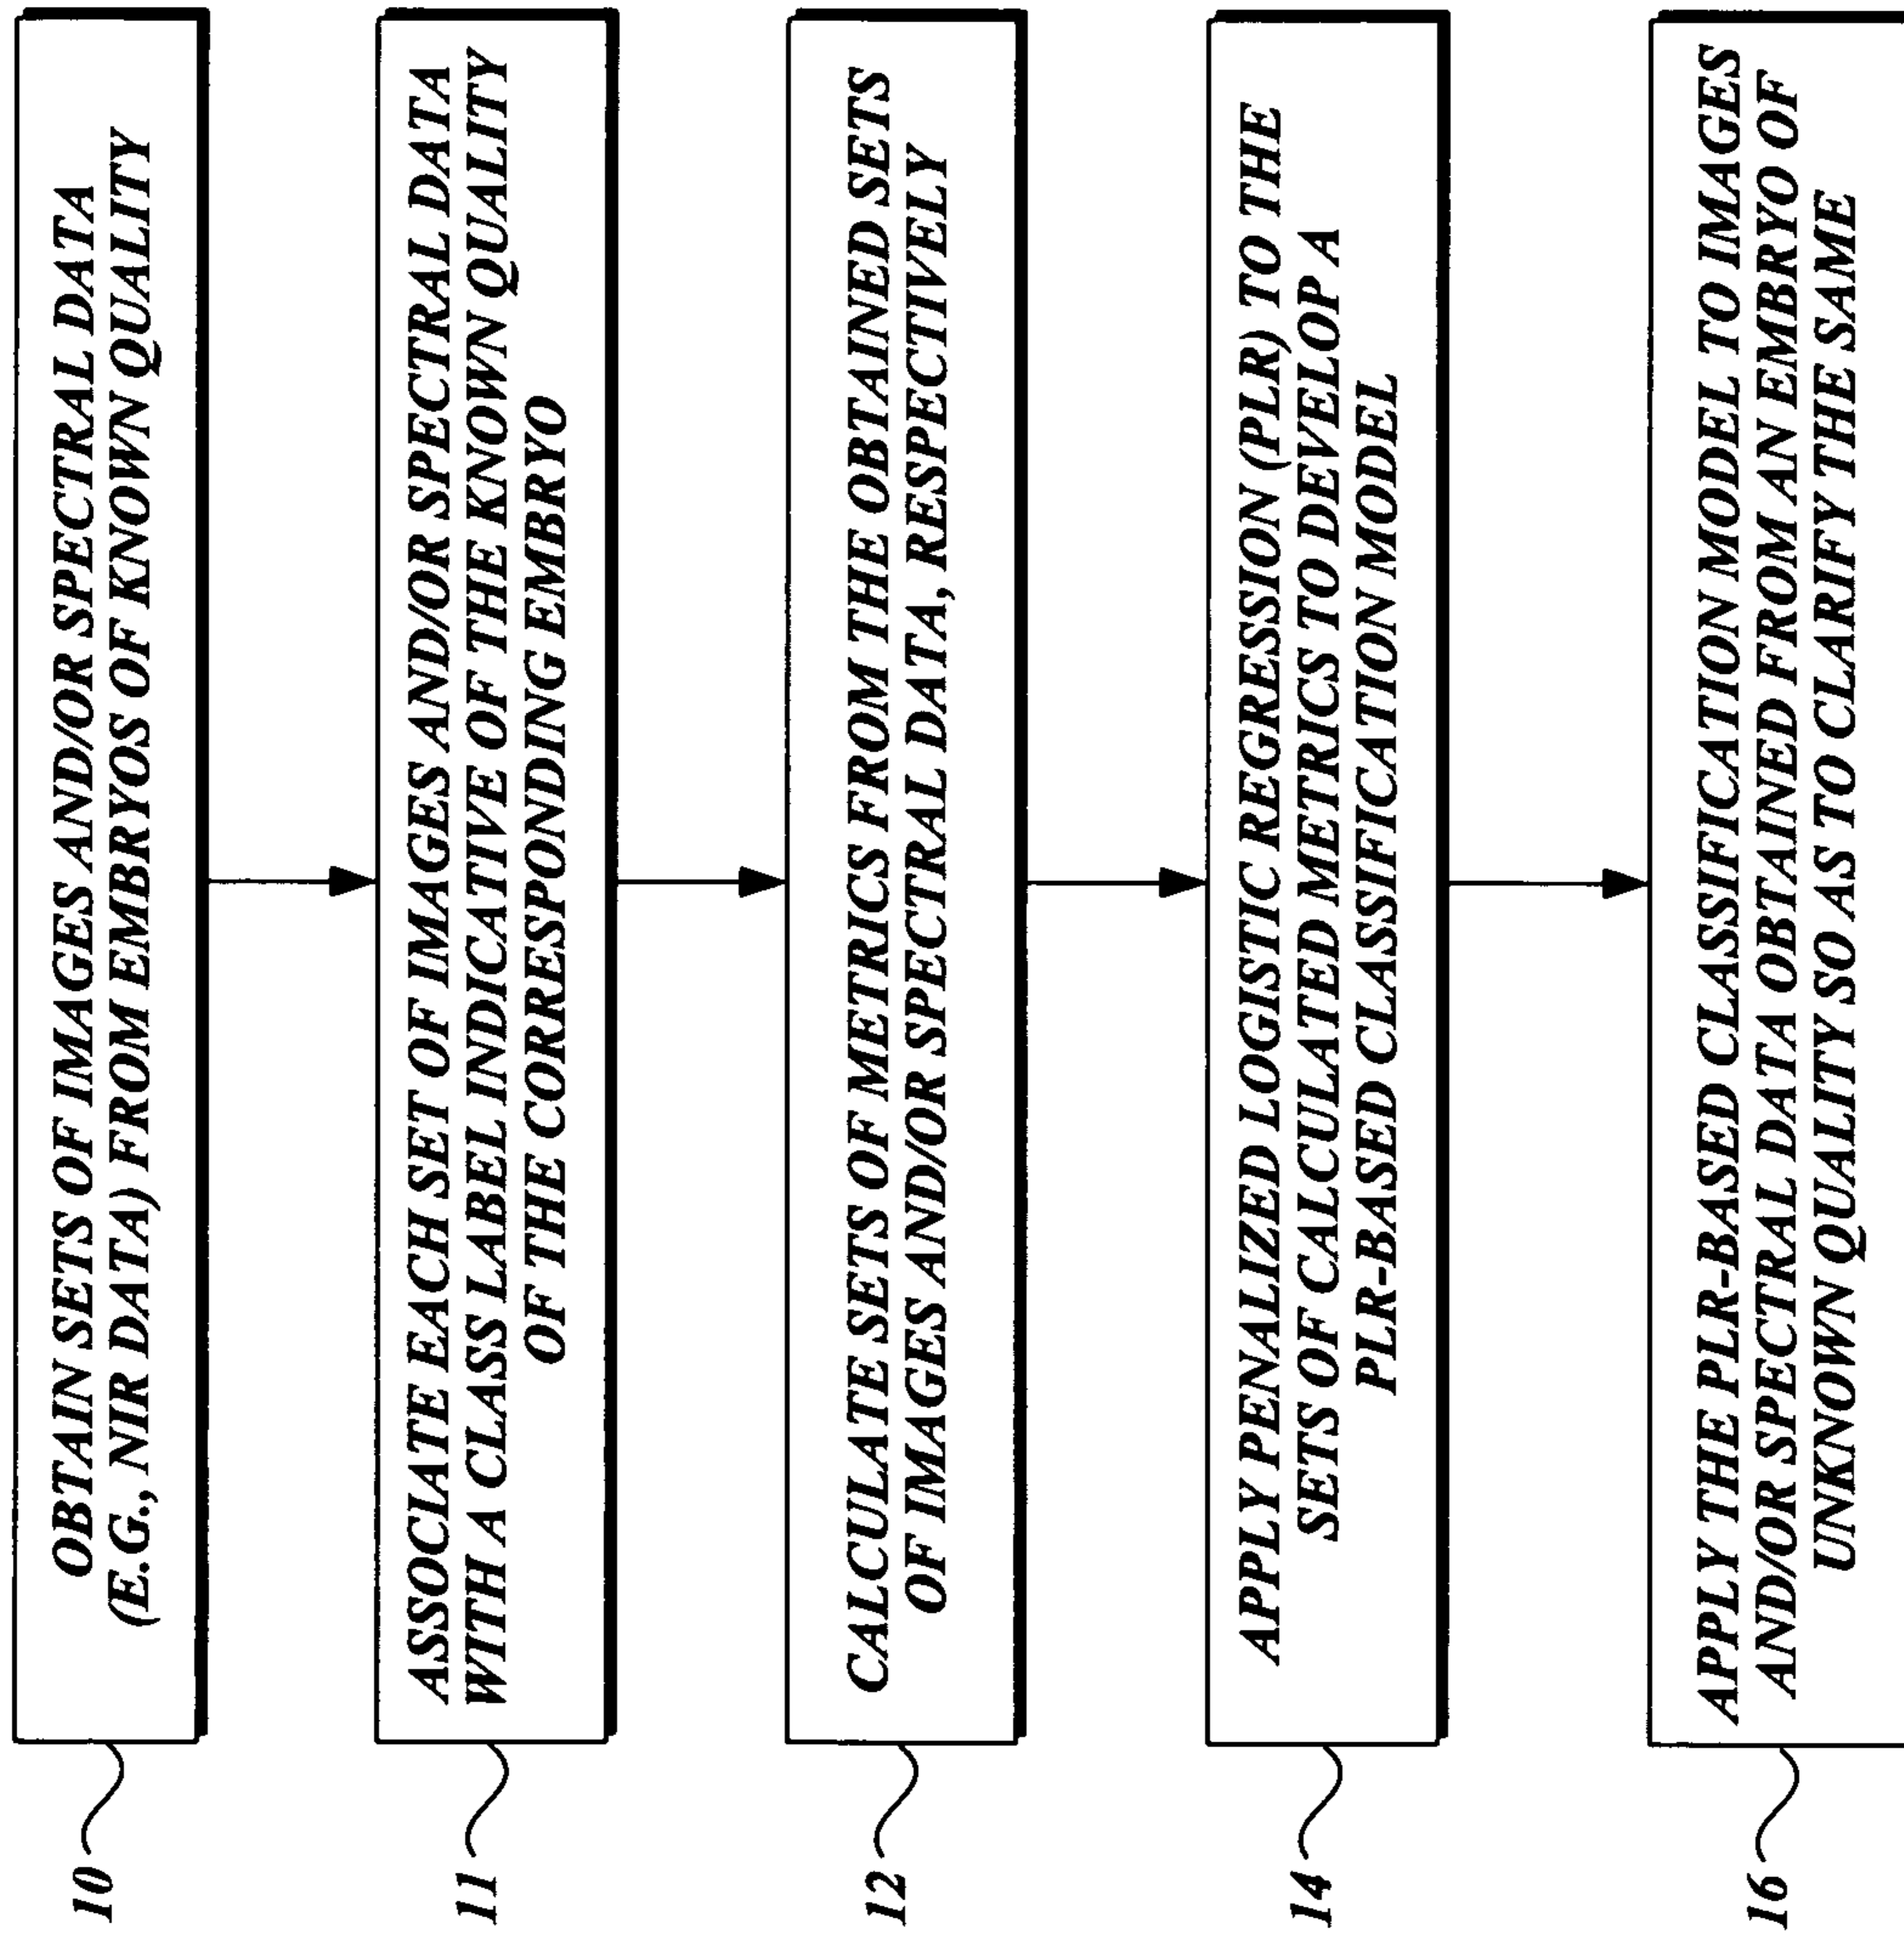 10
OBTAIN SETS OF IMAGES AND/OR SPECTRAL DATA
(E.G., NIR DATA) FROM EMBRYOS OF KNOWN QUALITY
11
ASSOCIATE EACH SET OF IMAGES AND/OR SPECTRAL DATA
WITH A CLASS LABEL INDICATIVE OF THE KNOWN QUALITY
OF THE CORRESPONDING EMBRYO
12
CALCULATE SETS OF METRICS FROM THE OBTAINED SETS
OF IMAGES AND/OR SPECTRAL DATA, RESPECTIVELY
14
APPLY PENALIZED LOGISTIC REGRESSION (PLR) TO THE
SETS OF CALCULATED METRICS TO DEVELOP A
PLR-BASED CLASSIFICATION MODEL
16
APPLY THE PLR-BASED CLASSIFICATION MODEL TO IMAGES
AND/OR SPECTRAL DATA OBTAINED FROM AN EMBRYO OF
UNKNOWN QUALITY SO AS TO CLARIFY THE SAME